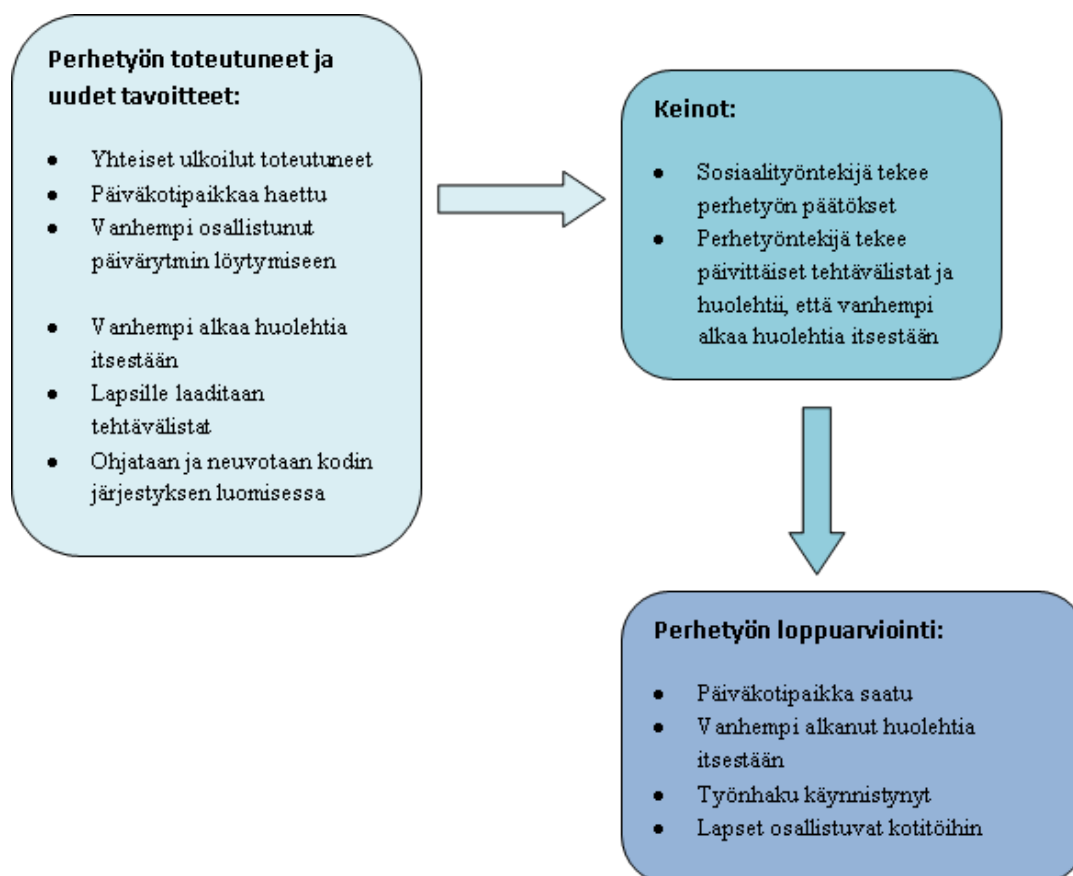 Perhetyön toteutuneet ja
uudet tavoitteet:
● Yhteiset ulkoilut toteutuneet
● Päiväkotipaikkaa haettu
● Vanhempi osallistunut
päivärytmin löytymiseen
● Vanhempi alkaa huolehtia
itsestään
● Lapsille laaditaan
tehtävälistat
● Ohjataan ja neuvotaan kodin
järjestyksen luomisessa
Keinot:
● Sosiaalityöntekijä tekee
perhetyön päätökset
● Perhetyöntekijä tekee
päivittäiset tehtävälistat ja
huolehtii, että vanhempi
alkaa huolehtia itsestään
Perhetyön loppuarviointi:
● Päiväkotipaikka saatu
● Vanhempi alkanut huolehtia
itsestään
● Työnhaku käynnistynyt
● Lapset osallistuvat kotitöihin